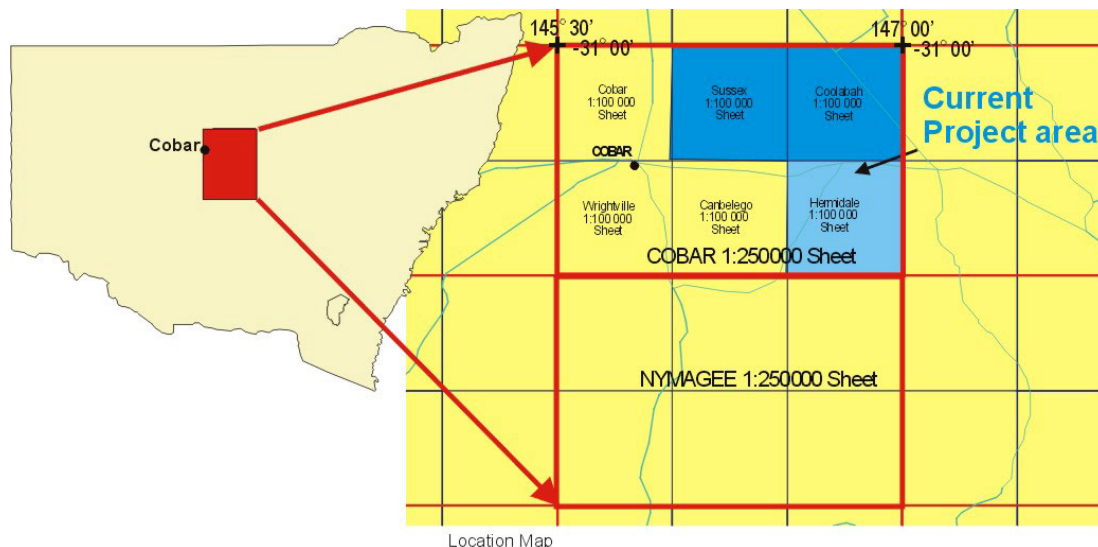 145° 30’
-31° 00’
147° 00’
-31° 00’
Cobar
Cobar
1:100 000
Sheet
Sussex
1:100 000
Sheet
Coolabah
1:100 000
Sheet
Current
Project area
COBAR
Wrightville
1:100 000
Sheet
Canbelego
1:100 000
Sheet
Hermidale
1:100 000
Sheet
COBAR 1:250000 Sheet
NYMAGEE 1:250000 Sheet
Location Map